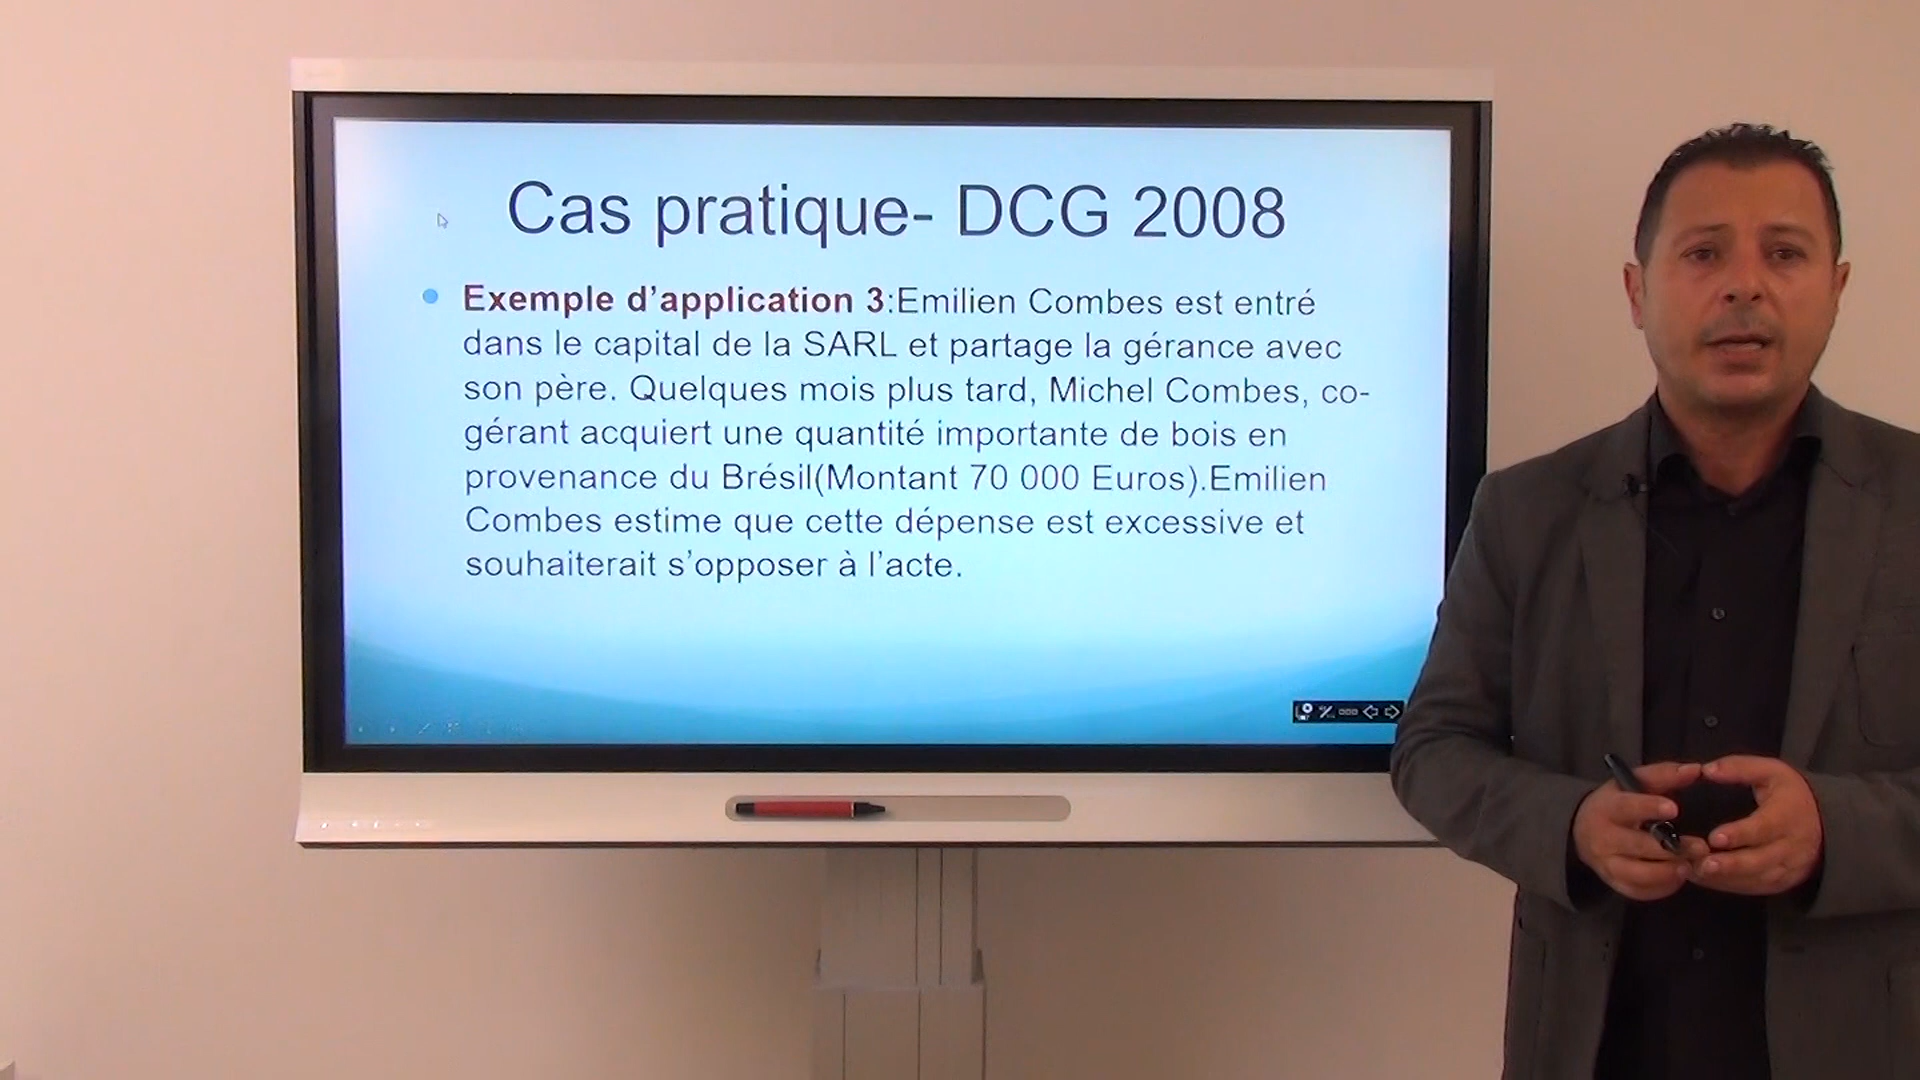 Cas pratique- DCG 2008
Exemple d’application 3:Emilien Combes est entré
dans le capital de la SARL et partage la gérance avec
son père. Quelques mois plus tard, Michel Combes, co-
gérant acquiert une quantité importante de bois en
provenance du Brésil(Montant 70 000 Euros).Emilien
Combes estime que cette dépense est excessive et
souhaiterait s’opposer à l’acte.